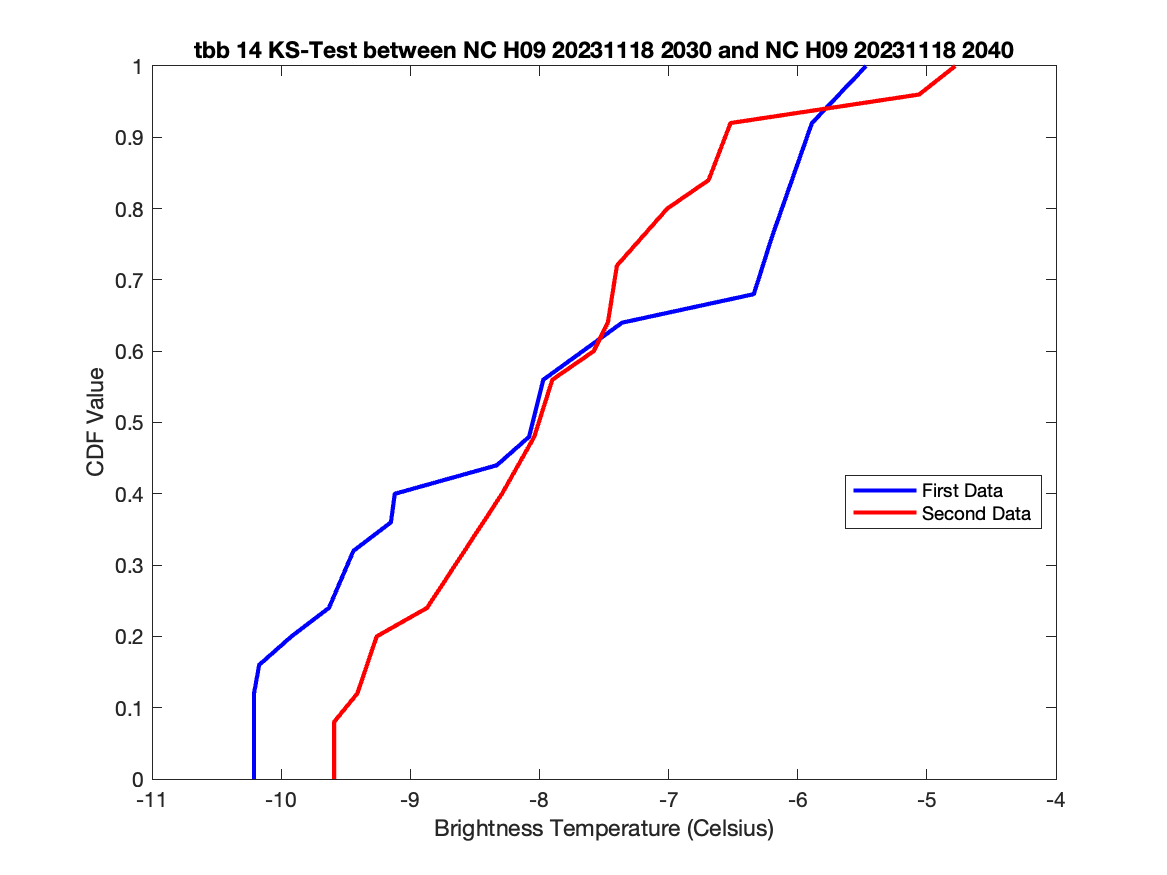 tbb 14 KS-Test between NC H09 20231118 2030 and NC H09 20231118 2040
1
0.9
0.8
0.7
0.6
0.5
0.4
0.3
0.2
0.1
0
CDF Value
First Data
Second Data
-11 -10 -9 -8 -7 -6 -5 -4
Brightness Temperature (Celsius)